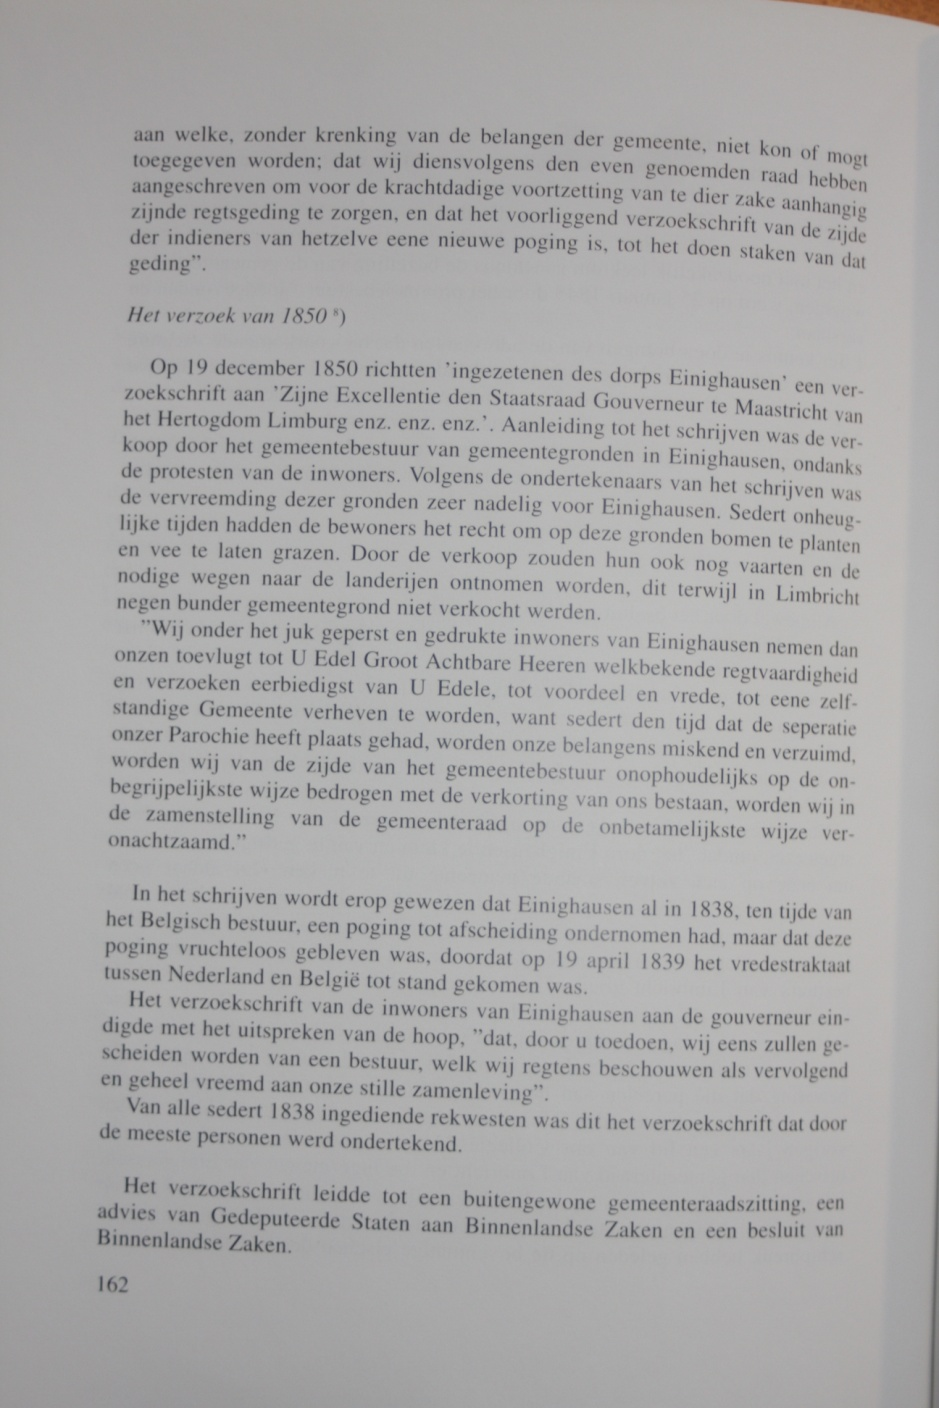 aan welke, zonder krenking van de belangen der gemeente, niet kon of mogt
toegegeven worden; dat wij diensvolgens den even genoemden raad hebben
aangeschreven om voor de krachtdadige voortzetting van te dier zake aanhangig
zijnde regtsgeding te zorgen, en dat het voorliggend verzoekschrift van de zijde
der indieners van hetzelve eene nieuwe poging is, tot het doen staken van dat
geding”.
Het verzoek van 1850 ⁸)
Op 19 december 1850 richtten ’ingezetenen des dorps Einighausen’ een ver-
zoekschrift aan ’Zijne Excellentie den Staatsraad Gouverneur te Maastricht van
het Hertogdom Limburg enz. enz. enz.’. Aanleiding tot het schrijven was de ver-
koop door het gemeentebestuur van gemeentegronden in Einighausen, ondanks
de protesten van de inwoners. Volgens de ondertekenaars van het schrijven was
de vervreemding dezer gronden zeer nadelig voor Einighausen. Sedert onheug-
lijke tijden hadden de bewoners het recht om op deze gronden bomen te planten
en vee te laten grazen. Door de verkoop zouden hun ook nog vaarten en de
nodige wegen naar de landerijen ontnomen worden, dit terwijl in Limbricht
negen bunder gemeentegrond niet verkocht werden.
”Wij onder het juk geperst en gedrukte inwoners van Einighausen nemen dan
onzen toevlugt tot U Edel Groot Achtbare Heeren welkbekende regtvaardigheid
en verzoeken eerbiedigst van U Edele, tot voordeel en vrede, tot eene zelf-
standige Gemeente verheven te worden, want sedert den tijd dat de seperatie
onzer Parochie heeft plaats gehad, worden onze belangens miskend en verzuimd,
worden wij van de zijde van het gemeentebestuur onophoudelijks op de on-
begrijpelijkste wijze bedrogen met de verkorting van ons bestaan, worden wij in
de zamenstelling van de gemeenteraad op de onbetamelijkste wijze ver-
onachtzaamd.”
In het schrijven wordt erop gewezen dat Einighausen al in 1838, ten tijde van
het Belgisch bestuur, een poging tot afscheiding ondernomen had, maar dat deze
poging vruchteloos gebleven was, doordat op 19 april 1839 het vredestraktaat
tussen Nederland en België tot stand gekomen was.
Het verzoekschrift van de inwoners van Einighausen aan de gouverneur ein-
digde met het uitspreken van de hoop, ”dat, door u toedoen, wij eens zullen ge-
scheiden worden van een bestuur, welk wij regtens beschouwen als vervolgend
en geheel vreemd aan onze stille zamenleving”.
Van alle sedert 1838 ingediende rekwesten was dit het verzoekschrift dat door
de meeste personen werd ondertekend.
Het verzoekschrift leidde tot een buitengewone gemeenteraadszitting, een
advies van Gedeputeerde Staten aan Binnenlandse Zaken en een besluit van
Binnenlandse Zaken.
162